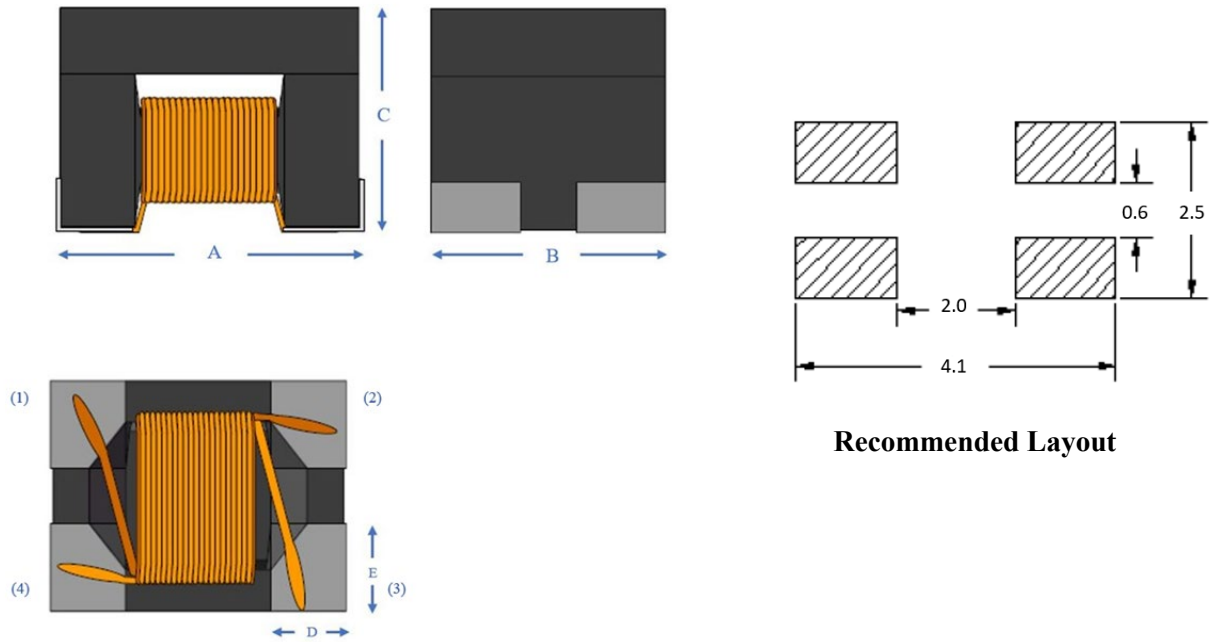 C
A
B
0.6
2.5
2.0
4.1
Recommended Layout
(1)
(2)
E
(4)
(3)
D